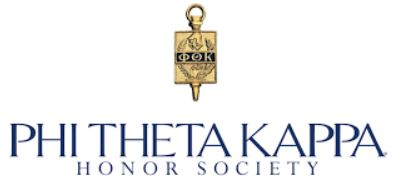 ΦΘΚ
PHI THETA KAPPA
HONOR SOCIETY